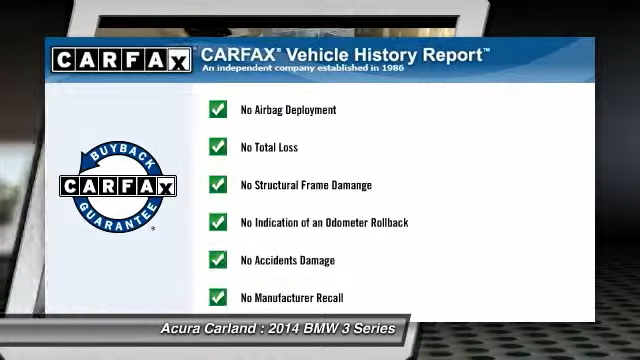 CARFAX CARFAX® Vehicle History Report™
An independent company established in 1986
No Airbag Deployment
No Total Loss
No Structural Frame Damange
No Indication of an Odometer Rollback
No Accidents Damage
No Manufacturer Recall
BUYBACK
CARFAX
GUARANTEE®
Acura Carland : 2014 BMW 3 Series